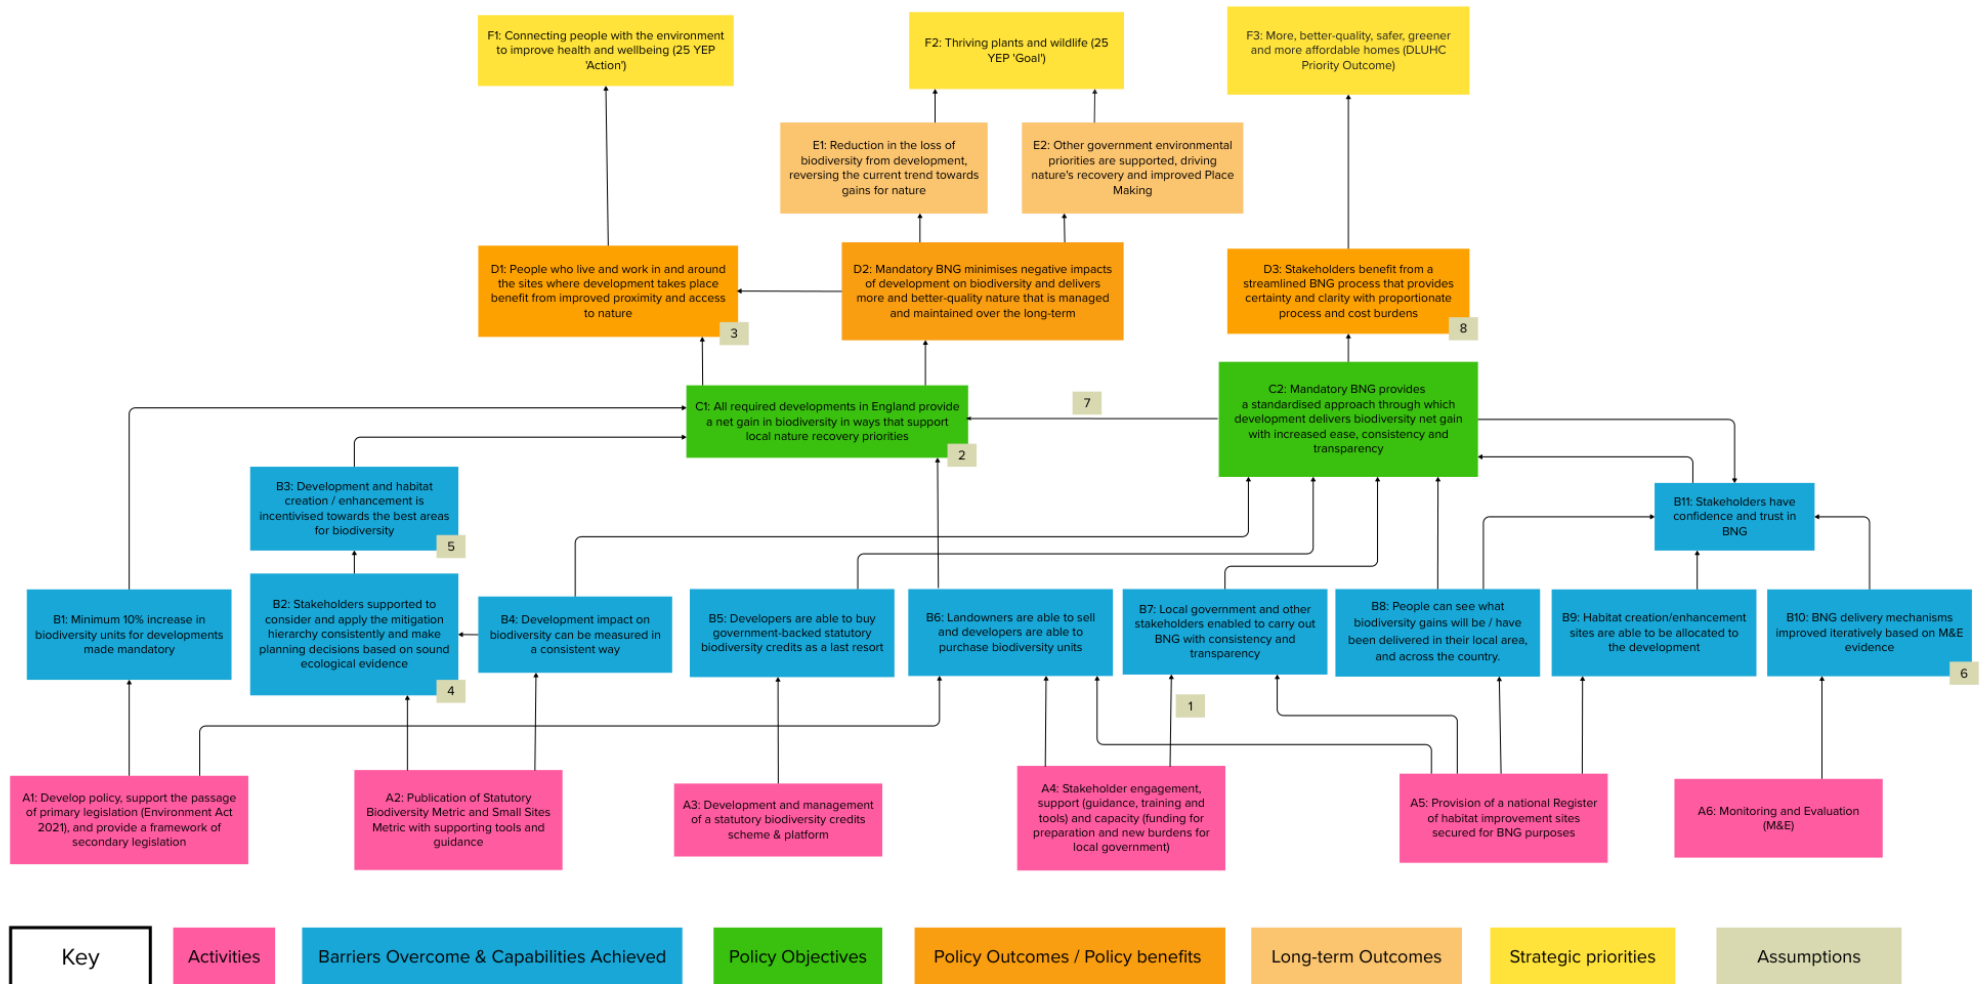 F1: Connecting people with the environment
to improve health and wellbeing (25 YEP
'Action')
F2: Thriving plants and wildlife (25
YEP 'Goal')
F3: More, better-quality, safer, greener
and more affordable homes (DLUHC
Priority Outcome)
E1: Reduction in the loss of
biodiversity from development,
reversing the current trend towards
gains for nature
E2: Other government environmental
priorities are supported, driving
nature's recovery and improved Place
Making
D1: People who live and work in and around
the sites where development takes place
benefit from improved proximity and access
to nature
3
D2: Mandatory BNG minimises negative impacts
of development on biodiversity and delivers
more and better-quality nature that is managed
and maintained over the long-term
D3: Stakeholders benefit from a
streamlined BNG process that provides
certainty and clarity with proportionate
process and cost burdens
8
C1: All required developments in England provide
a net gain in biodiversity in ways that support
local nature recovery priorities
2
7
C2: Mandatory BNG provides
a standardised approach through which
development delivers biodiversity net gain
with increased ease, consistency and
transparency
B3: Development and habitat
creation / enhancement is
incentivised towards the best areas
for biodiversity
5
B11: Stakeholders have
confidence and trust in
BNG
B1: Minimum 10% increase in
biodiversity units for developments
made mandatory
B2: Stakeholders supported to
consider and apply the mitigation
hierarchy consistently and make
planning decisions based on sound
ecological evidence
4
B4: Development impact on
biodiversity can be measured in
a consistent way
B5: Developers are able to buy
government-backed statutory
biodiversity credits as a last resort
B6: Landowners are able to sell
and developers are able to
purchase biodiversity units
B7: Local government and other
stakeholders enabled to carry out
BNG with consistency and
transparency
B8: People can see what
biodiversity gains will be / have
been delivered in their local area,
and across the country.
B9: Habitat creation/enhancement
sites are able to be allocated to
the development
B10: BNG delivery mechanisms
improved iteratively based on M&E
evidence
6
1
A1: Develop policy, support the passage
of primary legislation (Environment Act
2021), and provide a framework of
secondary legislation
A2: Publication of Statutory
Biodiversity Metric and Small Sites
Metric with supporting tools and
guidance
A3: Development and management
of a statutory biodiversity credits
scheme & platform
A4: Stakeholder engagement,
support (guidance, training and
tools) and capacity (funding for
preparation and new burdens for
local government)
A5: Provision of a national Register
of habitat improvement sites
secured for BNG purposes
A6: Monitoring and Evaluation
(M&E)
Key
Activities
Barriers Overcome & Capabilities Achieved
Policy Objectives
Policy Outcomes / Policy benefits
Long-term Outcomes
Strategic priorities
Assumptions